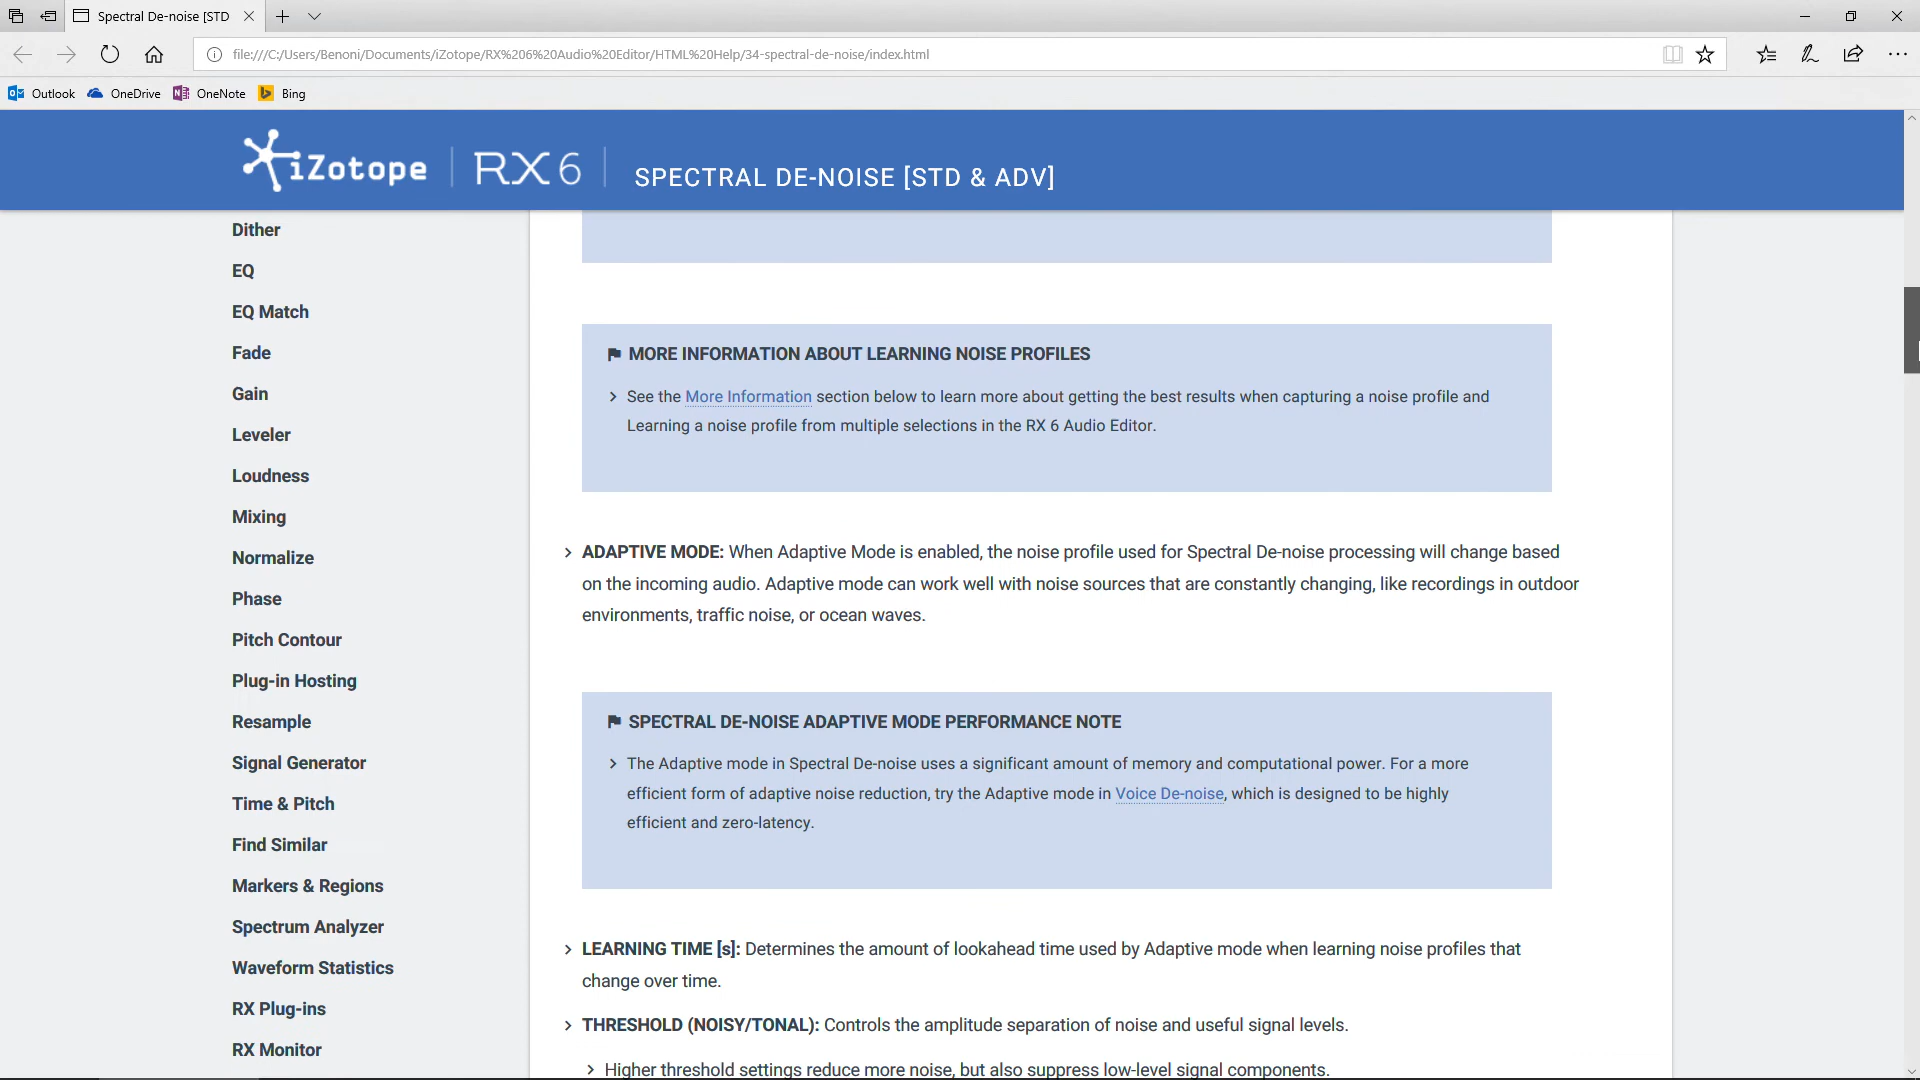 Spectral De-noise [STD
file:///C:/Users/Benoni/Documents/iZotope/RX%206%20Audio%20Editor/HTML%20Help/34-spectral-de-noise/index.html
Outlook OneDrive OneNote Bing
iZotope RX 6 SPECTRAL DE-NOISE [STD & ADV]
Dither
EQ
EQ Match
Fade
Gain
Leveler
Loudness
Mixing
Normalize
Phase
Pitch Contour
Plug-in Hosting
Resample
Signal Generator
Time & Pitch
Find Similar
Markers & Regions
Spectrum Analyzer
Waveform Statistics
RX Plug-ins
RX Monitor
MORE INFORMATION ABOUT LEARNING NOISE PROFILES
See the More Information section below to learn more about getting the best results when capturing a noise profile and
Learning a noise profile from multiple selections in the RX 6 Audio Editor.
ADAPTIVE MODE: When Adaptive Mode is enabled, the noise profile used for Spectral De-noise processing will change based
on the incoming audio. Adaptive mode can work well with noise sources that are constantly changing, like recordings in outdoor
environments, traffic noise, or ocean waves.
SPECTRAL DE-NOISE ADAPTIVE MODE PERFORMANCE NOTE
The Adaptive mode in Spectral De-noise uses a significant amount of memory and computational power. For a more
efficient form of adaptive noise reduction, try the Adaptive mode in Voice De-noise, which is designed to be highly
efficient and zero-latency.
LEARNING TIME [s]: Determines the amount of lookahead time used by Adaptive mode when learning noise profiles that
change over time.
THRESHOLD (NOISY/TONAL): Controls the amplitude separation of noise and useful signal levels.
Higher threshold settings reduce more noise, but also suppress low-level signal components.